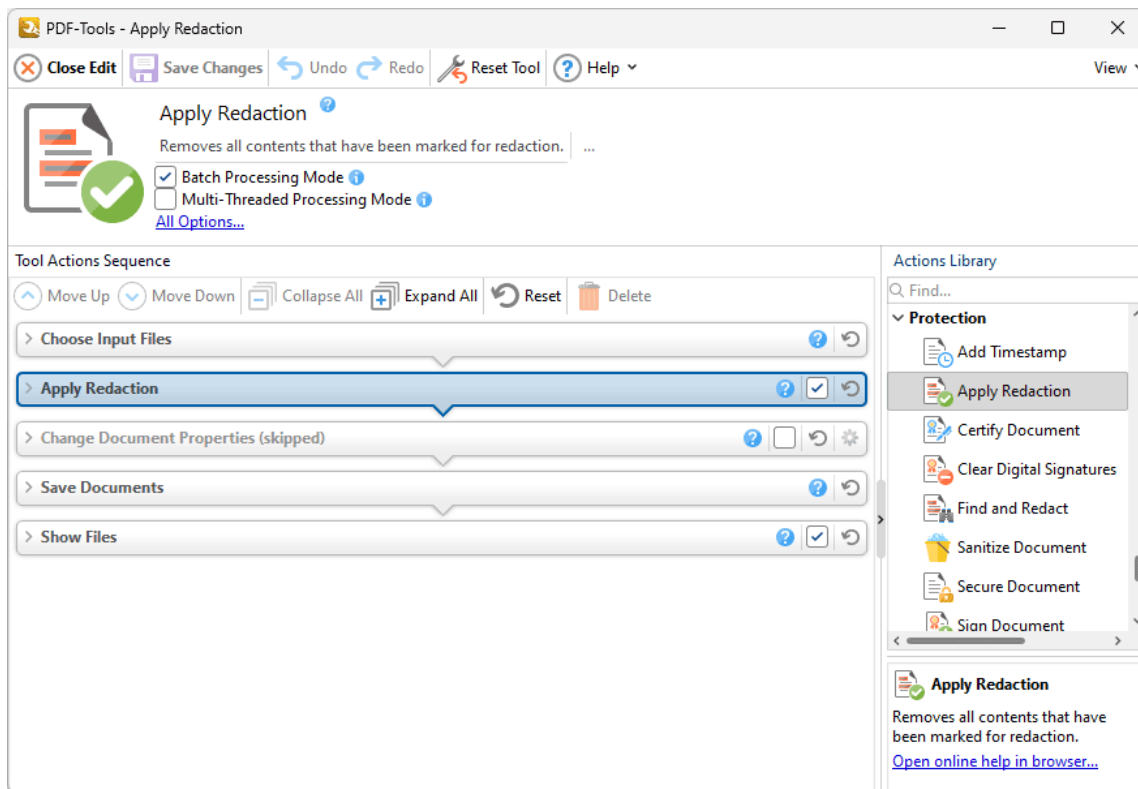 PDF-Tools - Apply Redaction
Close Edit Save Changes Undo Redo Reset Tool ? Help View
Apply Redaction ?
Removes all contents that have been marked for redaction. ...
Batch Processing Mode i
Multi-Threaded Processing Mode i
All Options...
Tool Actions Sequence
Move Up Move Down Collapse All Expand All Reset Delete
Choose Input Files ?
Apply Redaction ?
Change Document Properties (skipped) ?
Save Documents ?
Show Files ?
Actions Library
Find...
Protection
Add Timestamp
Apply Redaction
Certify Document
Clear Digital Signatures
Find and Redact
Sanitize Document
Secure Document
Sign Document
Apply Redaction
Removes all contents that have
been marked for redaction.
Open online help in browser...